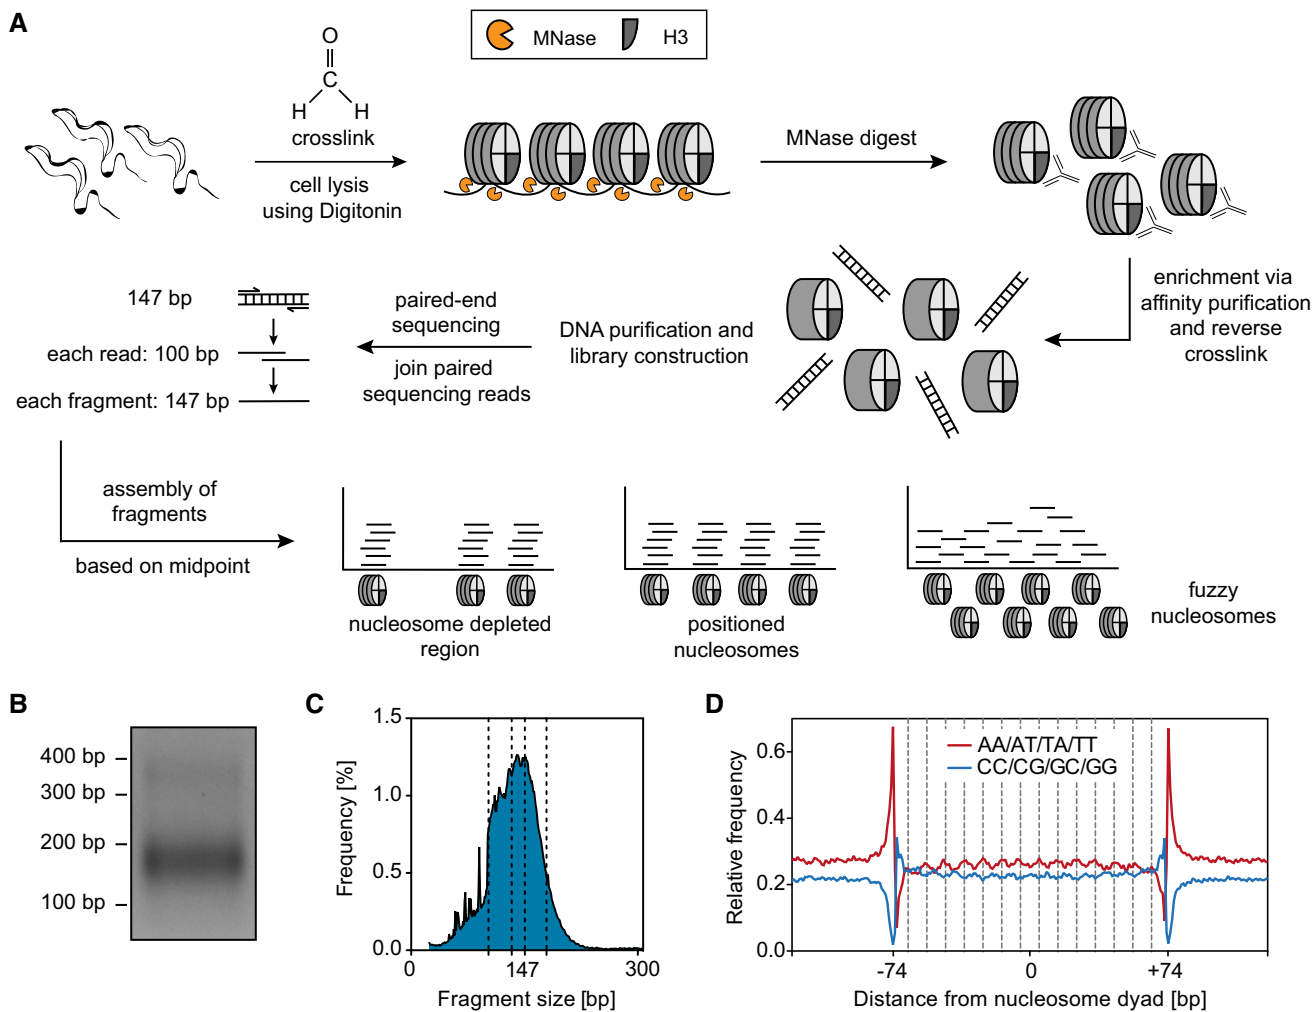 A
O
C
H H
crosslink
cell lysis
using Digitonin
MNase H3
MNase digest
enrichment via
affinity purification
and reverse
crosslink
DNA purification and
library construction
paired-end
sequencing
join paired
sequencing reads
147 bp
each read: 100 bp
each fragment: 147 bp
assembly of
fragments
based on midpoint
nucleosome depleted
region
positioned
nucleosomes
fuzzy
nucleosomes
B
400 bp
300 bp
200 bp
100 bp
C
Frequency [%]
1.5
1.0
0.5
0.0
0 147 300
Fragment size [bp]
D
Relative frequency
0.6
0.4
0.2
0.0
AA/AT/TA/TT
CC/CG/GC/GG
-74 0 +74
Distance from nucleosome dyad [bp]